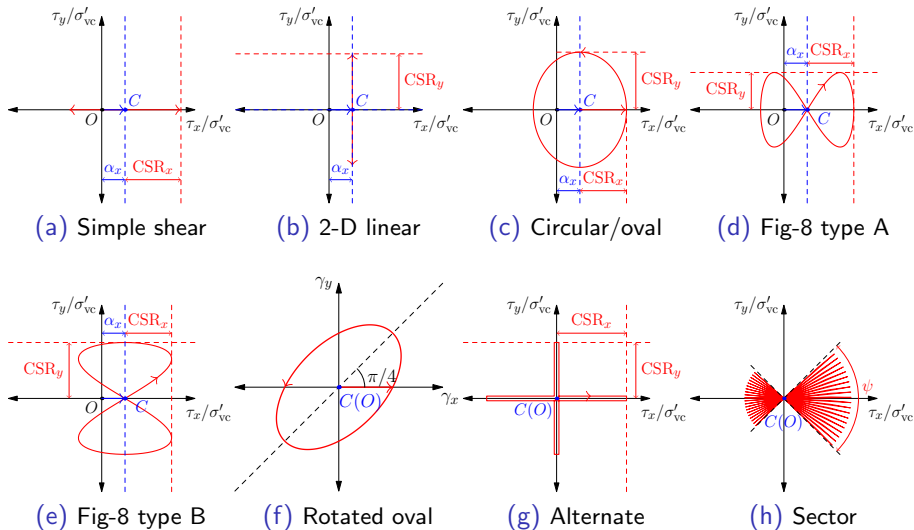 τy/σ′vc
τx/σ′vc
O
C
αx
CSRx
(a) Simple shear
τy/σ′vc
τx/σ′vc
O
C
αx
CSRy
(b) 2-D linear
τy/σ′vc
τx/σ′vc
O
C
αx
CSRx
CSRy
(c) Circular/oval
τy/σ′vc
τx/σ′vc
O
C
αx
CSRx
CSRy
(d) Fig-8 type A
τy/σ′vc
τx/σ′vc
O
C
αx
CSRx
CSRy
(e) Fig-8 type B
γy
γx
π/4
C(O)
(f) Rotated oval
τy/σ′vc
τx/σ′vc
CSRx
CSRy
C(O)
(g) Alternate
τy/σ′vc
τx/σ′vc
ψ
C(O)
(h) Sector